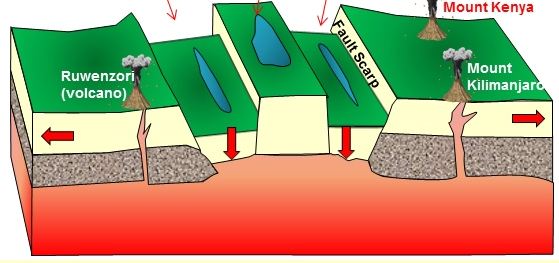 Mount Kenya
Fault Scarp
Ruwenzori
(volcano)
Mount
Kilimanjaro